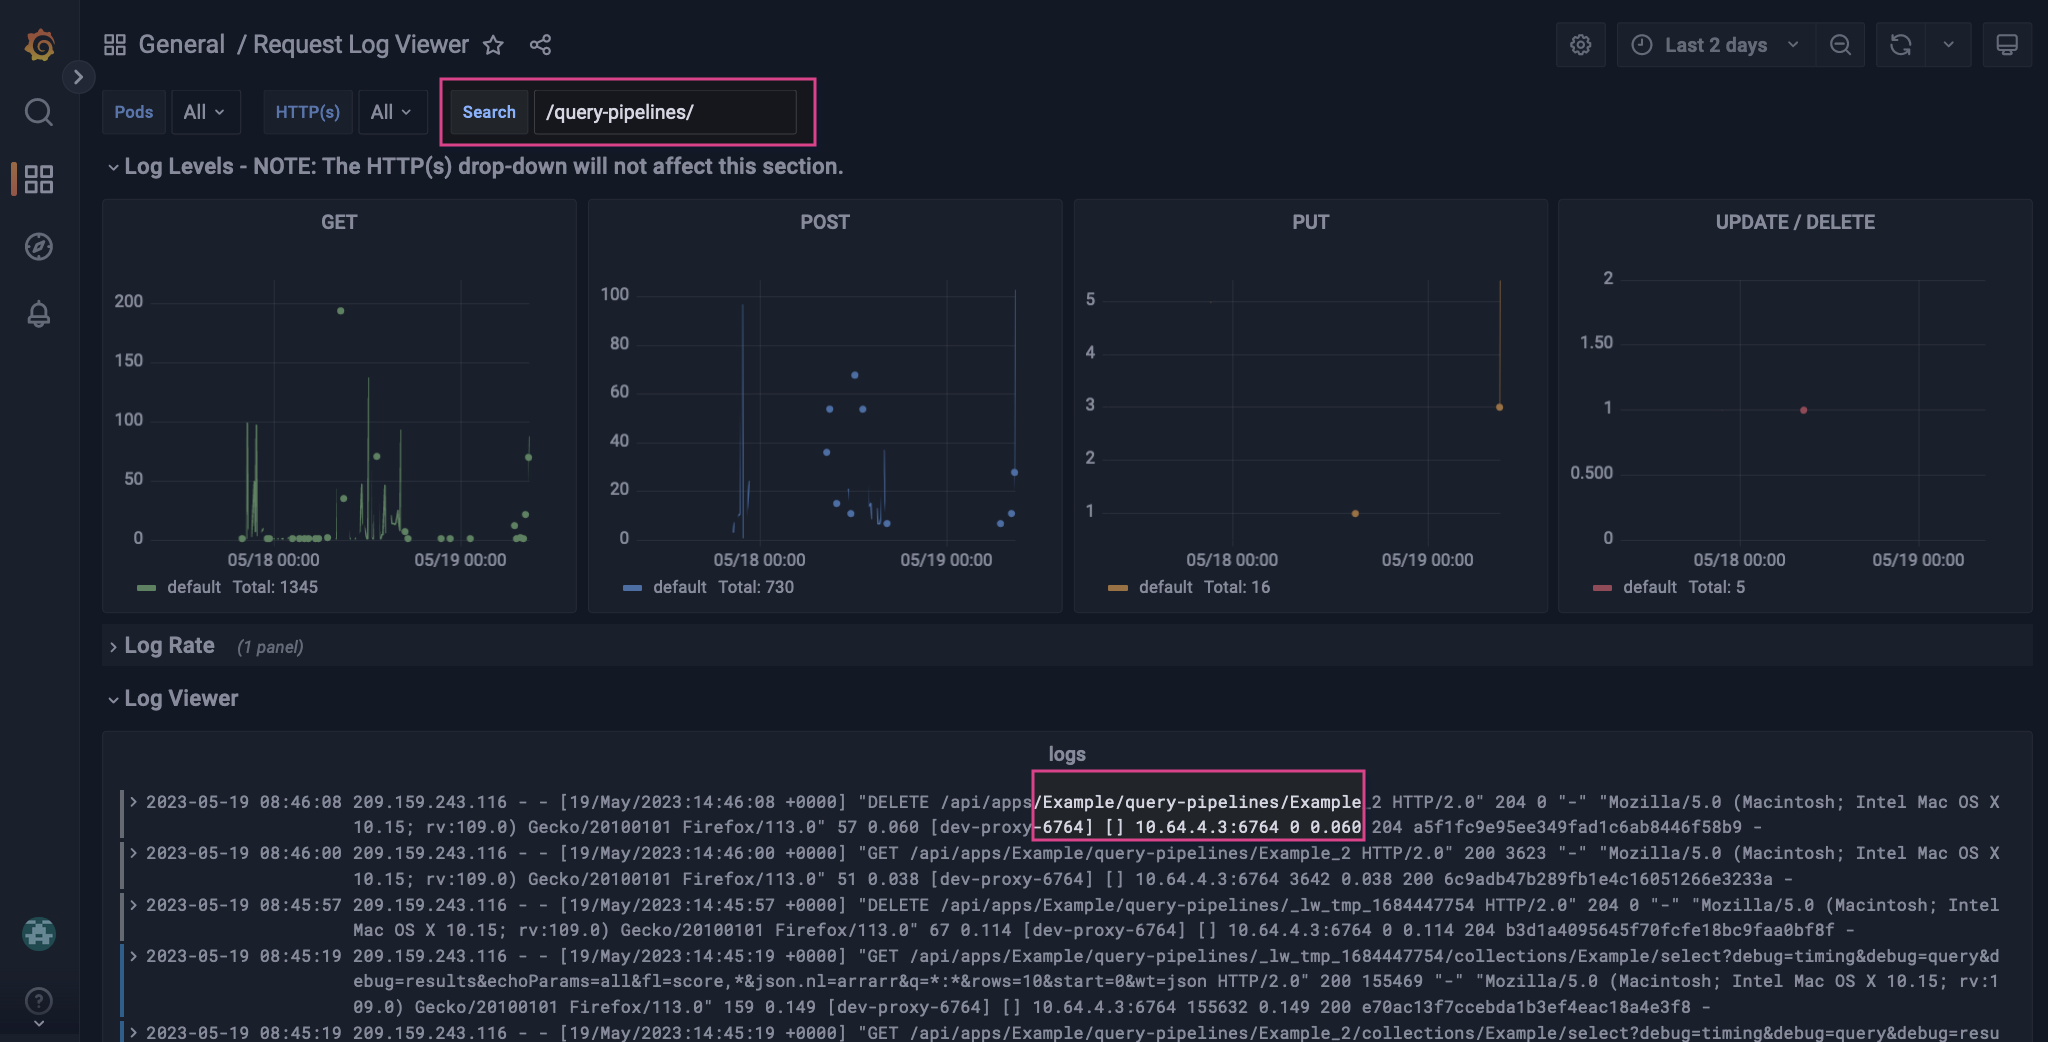 General / Request Log Viewer
Last 2 days
Pods All HTTP(s) All Search /query-pipelines/
Log Levels - NOTE: The HTTP(s) drop-down will not affect this section.
GET
200
150
100
50
0
05/18 00:00 05/19 00:00
default Total: 1345
POST
100
80
60
40
20
0
05/18 00:00 05/19 00:00
default Total: 730
PUT
5
4
3
2
1
05/18 00:00 05/19 00:00
default Total: 16
UPDATE / DELETE
2
1.50
1
0.500
0
05/18 00:00 05/19 00:00
default Total: 5
Log Rate (1 panel)
Log Viewer
logs
2023-05-19 08:46:08 209.159.243.116 - - [19/May/2023:14:46:08 +0000] "DELETE /api/apps/Example/query-pipelines/Example_2 HTTP/2.0" 204 0 "-" "Mozilla/5.0 (Macintosh; Intel Mac OS X
10.15; rv:109.0) Gecko/20100101 Firefox/113.0" 57 0.060 [dev-proxy-6764] [] 10.64.4.3:6764 0 0.060 204 a5f1fc9e95ee349fad1c6ab8446f58b9 -
2023-05-19 08:46:00 209.159.243.116 - - [19/May/2023:14:46:00 +0000] "GET /api/apps/Example/query-pipelines/Example_2 HTTP/2.0" 200 3623 "-" "Mozilla/5.0 (Macintosh; Intel Mac OS X
10.15; rv:109.0) Gecko/20100101 Firefox/113.0" 51 0.038 [dev-proxy-6764] [] 10.64.4.3:6764 3642 0.038 200 6c9adb47b289fb1e4c16051266e3233a -
2023-05-19 08:45:57 209.159.243.116 - - [19/May/2023:14:45:57 +0000] "DELETE /api/apps/Example/query-pipelines/_lw_tmp_1684447754 HTTP/2.0" 204 0 "-" "Mozilla/5.0 (Macintosh; Intel
Mac OS X 10.15; rv:109.0) Gecko/20100101 Firefox/113.0" 67 0.114 [dev-proxy-6764] [] 10.64.4.3:6764 0 0.114 204 b3d1a4095645f70fcfe18bc9faa0bf8f -
2023-05-19 08:45:19 209.159.243.116 - - [19/May/2023:14:45:19 +0000] "GET /api/apps/Example/query-pipelines/_lw_tmp_1684447754/collections/Example/select?debug=timing&debug=query&d
ebug=results&echoParams=all&fl=score,*&json.nl=arrarr&q=*:*&rows=10&start=0&wt=json HTTP/2.0" 200 155469 "-" "Mozilla/5.0 (Macintosh; Intel Mac OS X 10.15; rv:1
09.0) Gecko/20100101 Firefox/113.0" 159 0.149 [dev-proxy-6764] [] 10.64.4.3:6764 155632 0.149 200 e70ac13f7ccebda1b3ef4eac18a4e3f8 -
2023-05-19 08:45:19 209.159.243.116 - - [19/May/2023:14:45:19 +0000] "GET /api/apps/Example/query-pipelines/Example_2/collections/Example/select?debug=timing&debug=query&debug=resu